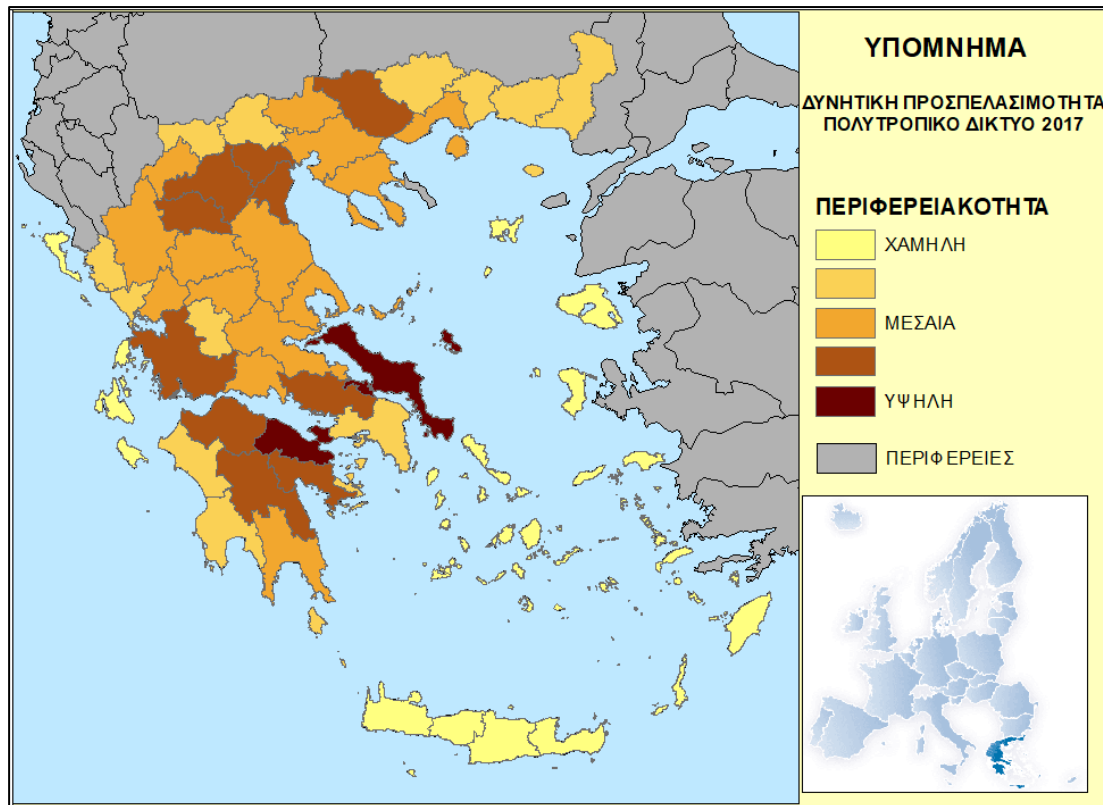 ΥΠΟΜΝΗΜΑ
ΔΥΝΗΤΙΚΗ ΠΡΟΣΠΕΛΑΣΙΜΟΤΗΤΑ
ΠΟΛΥΤΡΟΠΙΚΟ ΔΙΚΤΥΟ 2017
ΠΕΡΙΦΕΡΕΙΑΚΟΤΗΤΑ
ΧΑΜΗΛΗ
ΜΕΣΑΙΑ
ΥΨΗΛΗ
ΠΕΡΙΦΕΡΕΙΕΣ